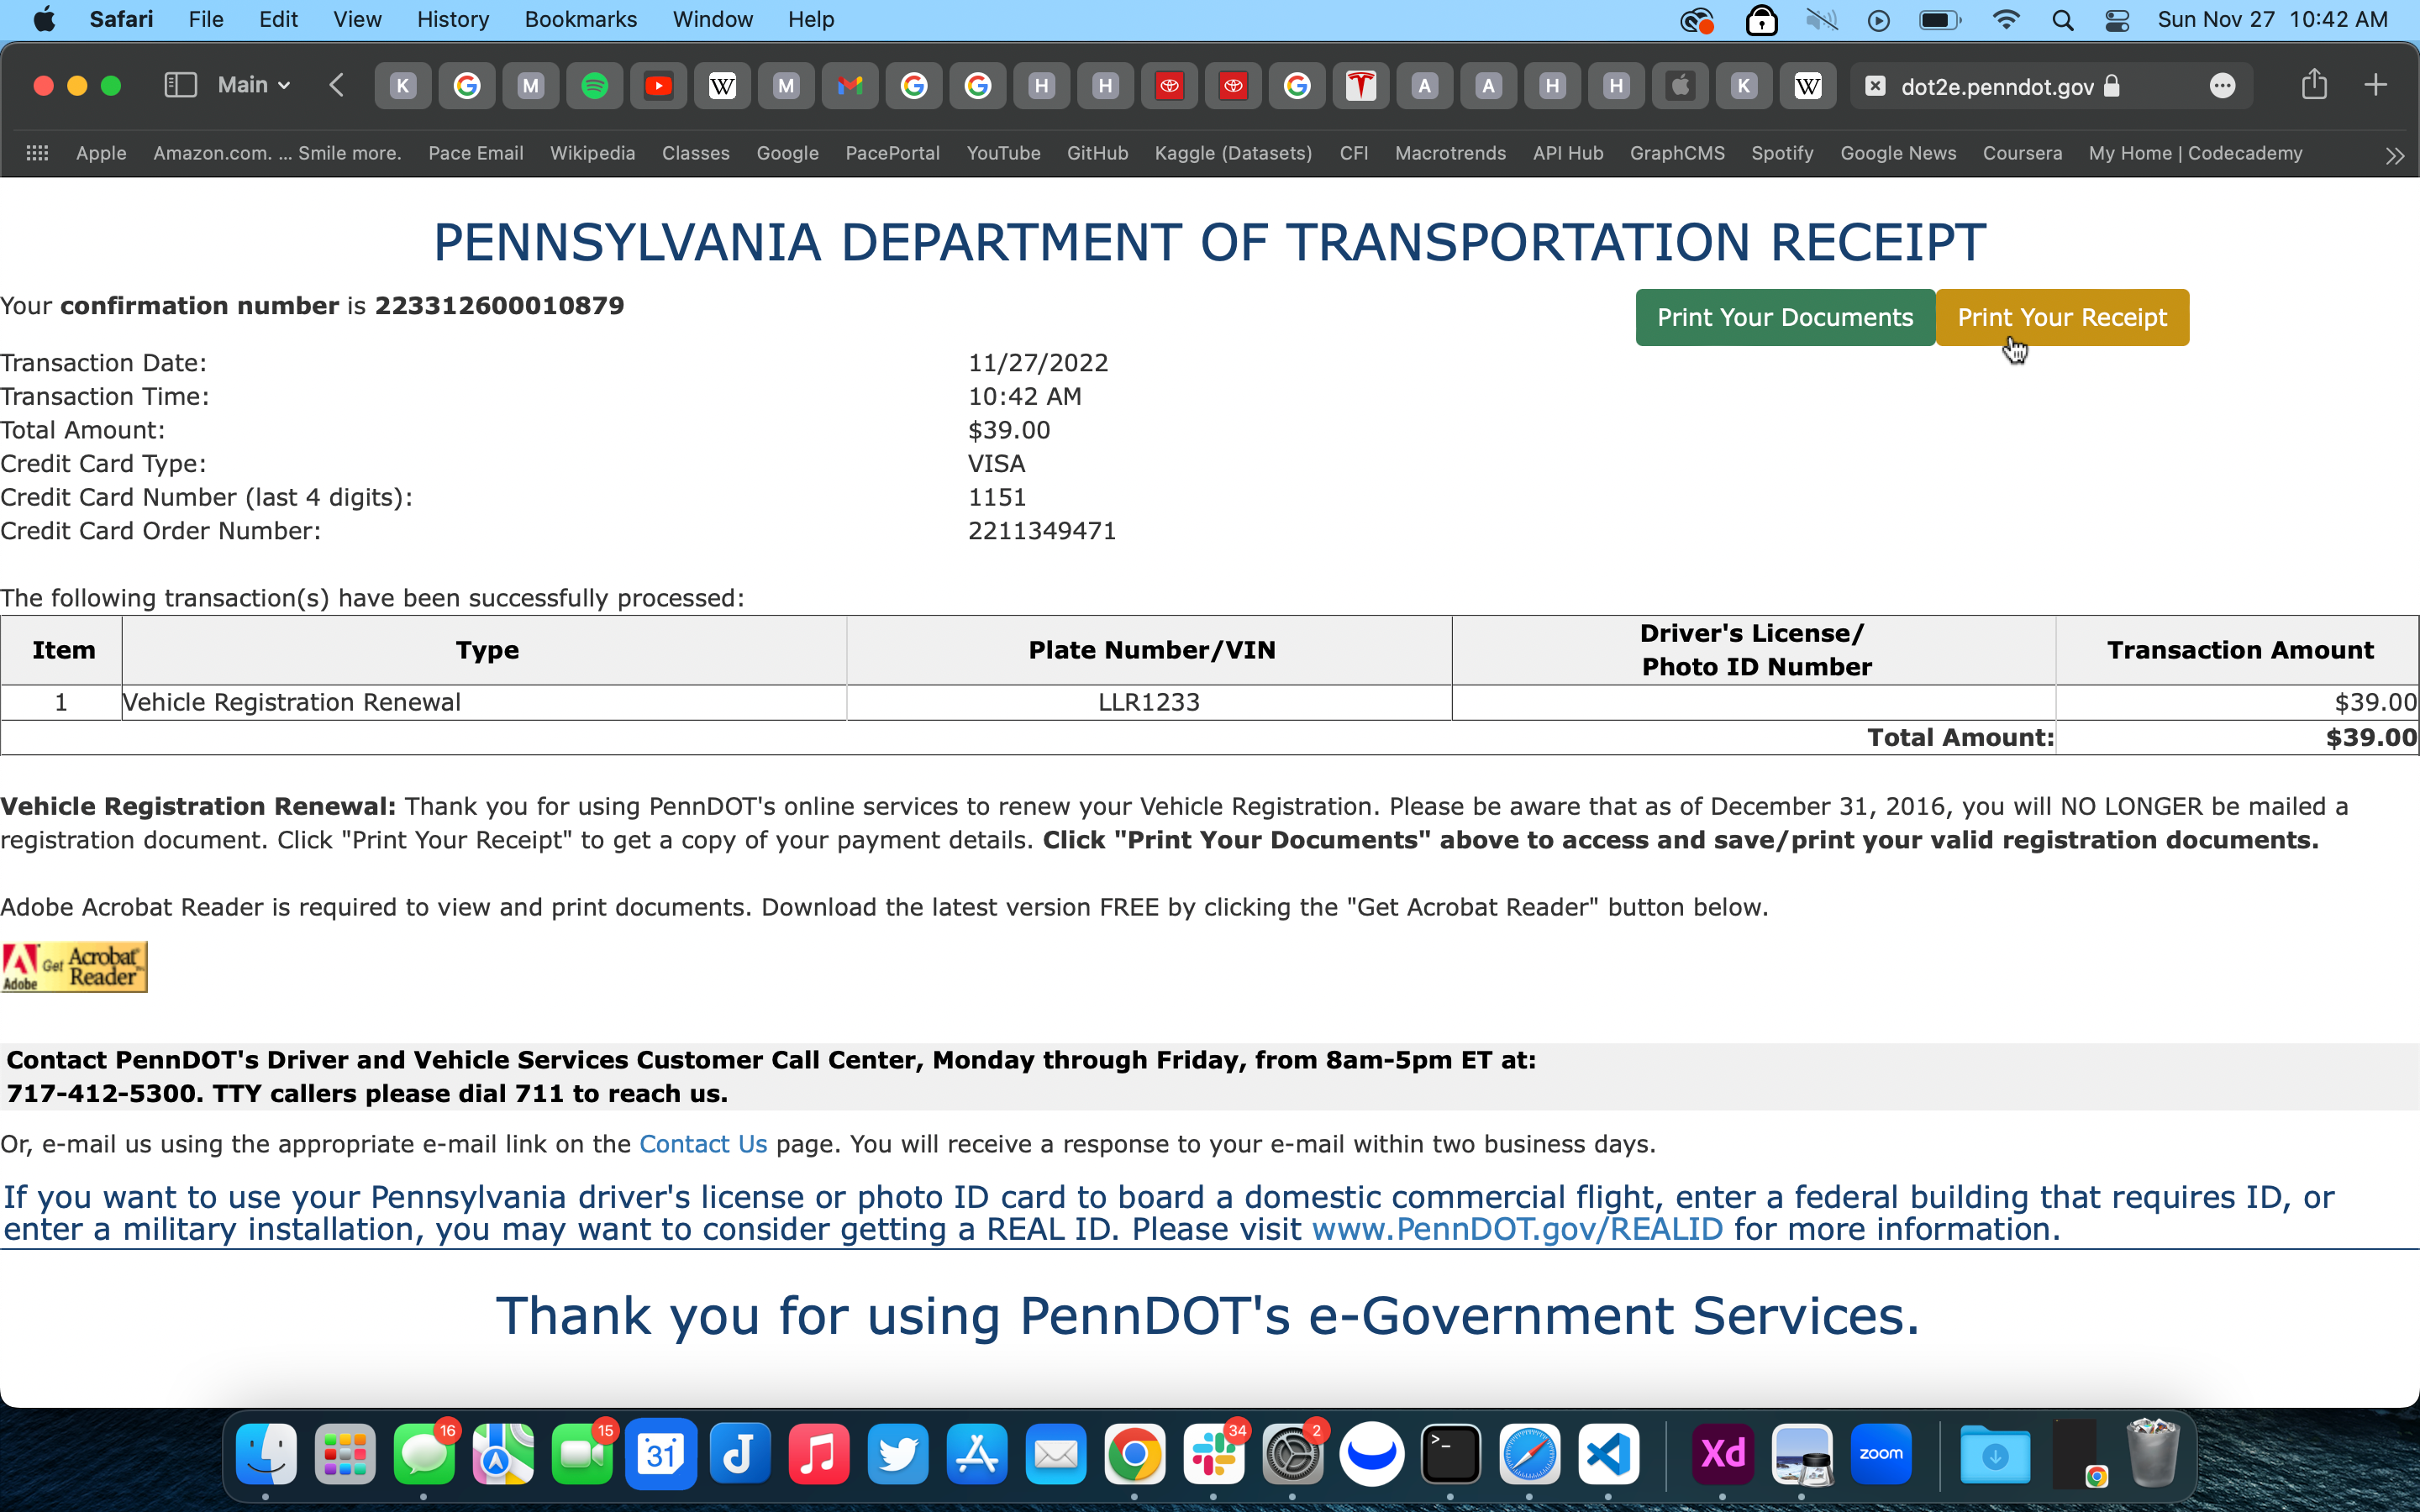 Safari File Edit View History Bookmarks Window Help Sun Nov 27 10:42 AM
Main K M W M H H A A H H K W dot2e.penndot.gov
Apple Amazon.com. ... Smile more. Pace Email Wikipedia Classes Google PacePortal YouTube GitHub Kaggle (Datasets) CFI Macrotrends API Hub GraphCMS Spotify Google News Coursera My Home | Codecademy
PENNSYLVANIA DEPARTMENT OF TRANSPORTATION RECEIPT
Your confirmation number is 223312600010879
Print Your Documents Print Your Receipt
Transaction Date: 11/27/2022
Transaction Time: 10:42 AM
Total Amount: $39.00
Credit Card Type: VISA
Credit Card Number (last 4 digits): 1151
Credit Card Order Number: 2211349471
The following transaction(s) have been successfully processed:
Item Type Plate Number/VIN Driver's License/
Photo ID Number Transaction Amount
1 Vehicle Registration Renewal LLR1233 $39.00
Total Amount: $39.00
Vehicle Registration Renewal: Thank you for using PennDOT's online services to renew your Vehicle Registration. Please be aware that as of December 31, 2016, you will NO LONGER be mailed a
registration document. Click "Print Your Receipt" to get a copy of your payment details. Click "Print Your Documents" above to access and save/print your valid registration documents.
Adobe Acrobat Reader is required to view and print documents. Download the latest version FREE by clicking the "Get Acrobat Reader" button below.
Adobe Get Acrobat
Reader
Contact PennDOT's Driver and Vehicle Services Customer Call Center, Monday through Friday, from 8am-5pm ET at:
717-412-5300. TTY callers please dial 711 to reach us.
Or, e-mail us using the appropriate e-mail link on the Contact Us page. You will receive a response to your e-mail within two business days.
If you want to use your Pennsylvania driver's license or photo ID card to board a domestic commercial flight, enter a federal building that requires ID, or
enter a military installation, you may want to consider getting a REAL ID. Please visit www.PennDOT.gov/REALID for more information.
Thank you for using PennDOT's e-Government Services.
16 15 31 34 2 Xd zoom